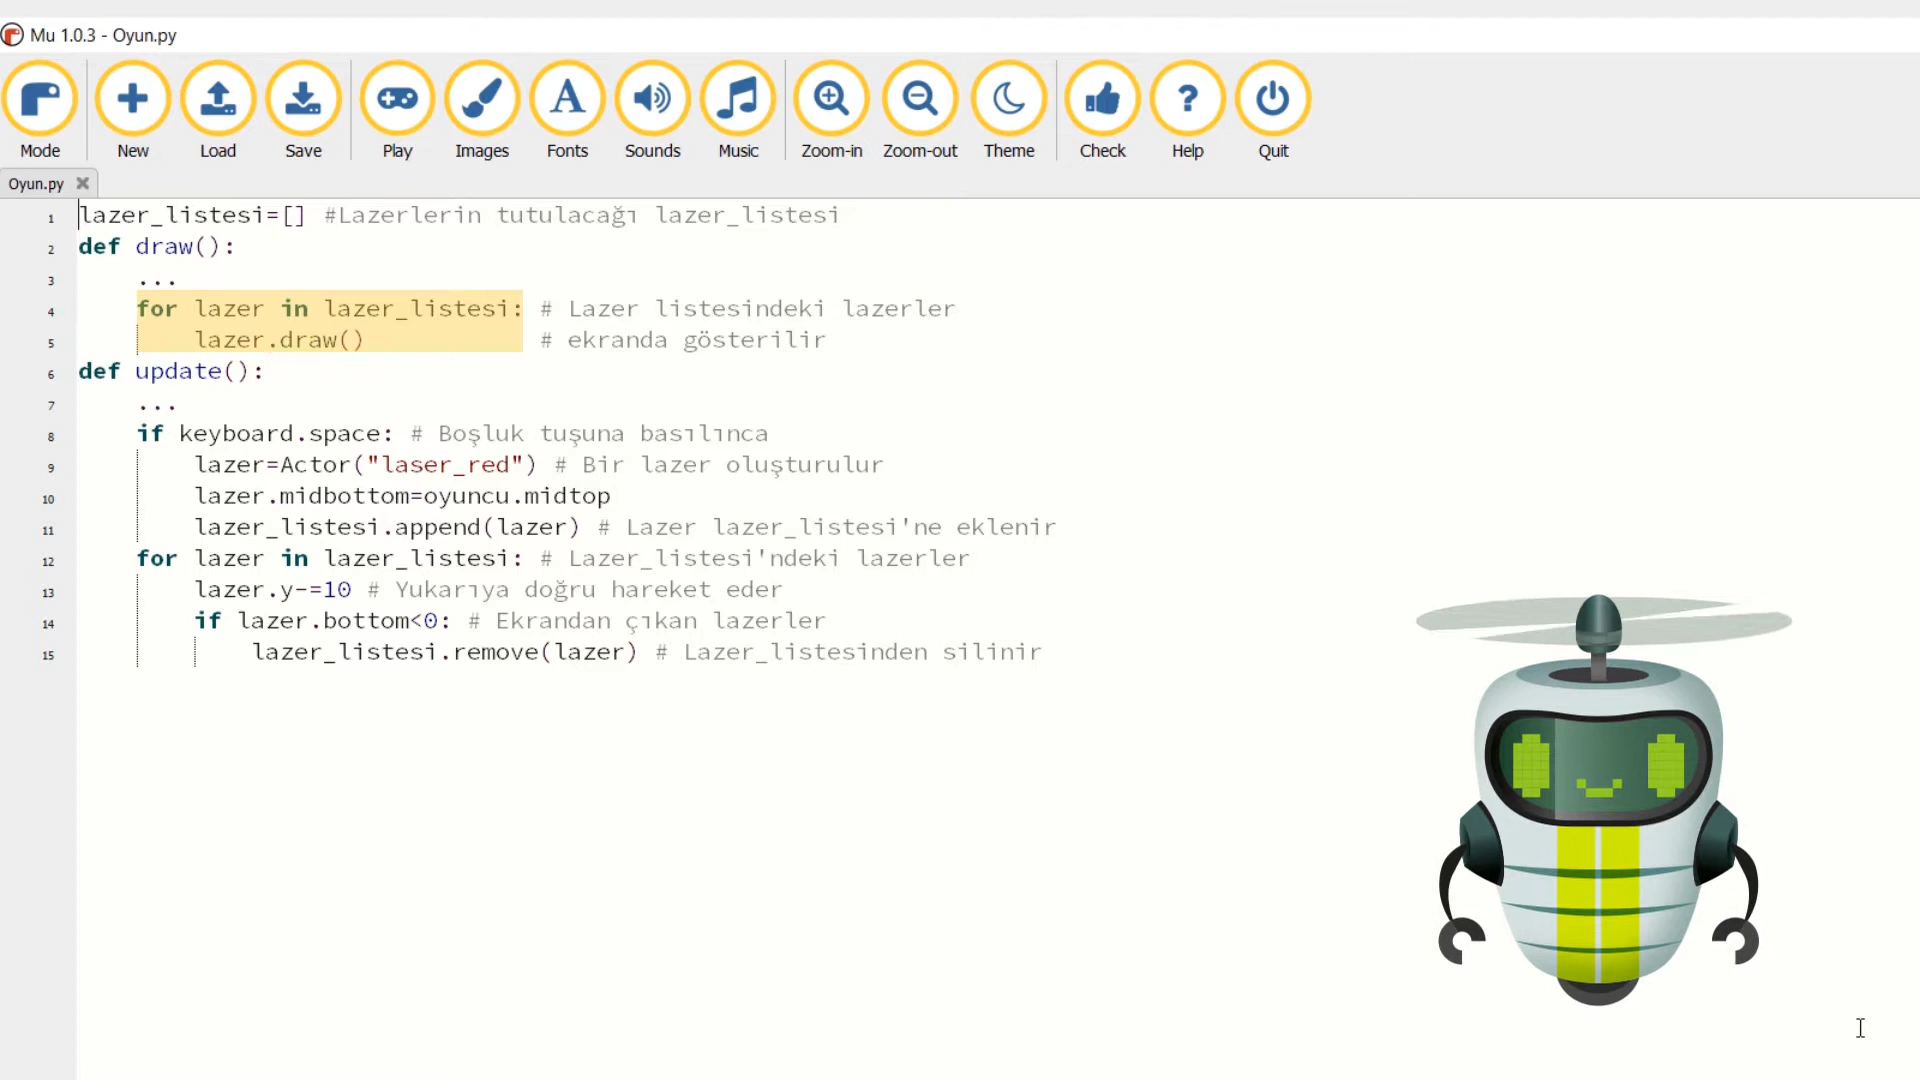 Mu 1.0.3 - Oyun.py
Mode New Load Save Play Images Fonts Sounds Music Zoom-in Zoom-out Theme Check Help Quit
Oyun.py
1 lazer_listesi=[] #Lazerlerin tutulacağı lazer_listesi
2 def draw():
3 ...
4 for lazer in lazer_listesi: # Lazer listesindeki lazerler
5 lazer.draw() # ekranda gösterilir
6 def update():
7 ...
8 if keyboard.space: # Boşluk tuşuna basılınca
9 lazer=Actor("laser_red") # Bir lazer oluşturulur
10 lazer.midbottom=oyuncu.midtop
11 lazer_listesi.append(lazer) # Lazer lazer_listesi'ne eklenir
12 for lazer in lazer_listesi: # Lazer_listesi'ndeki lazerler
13 lazer.y-=10 # Yukarıya doğru hareket eder
14 if lazer.bottom<0: # Ekrandan çıkan lazerler
15 lazer_listesi.remove(lazer) # Lazer_listesinden silinir